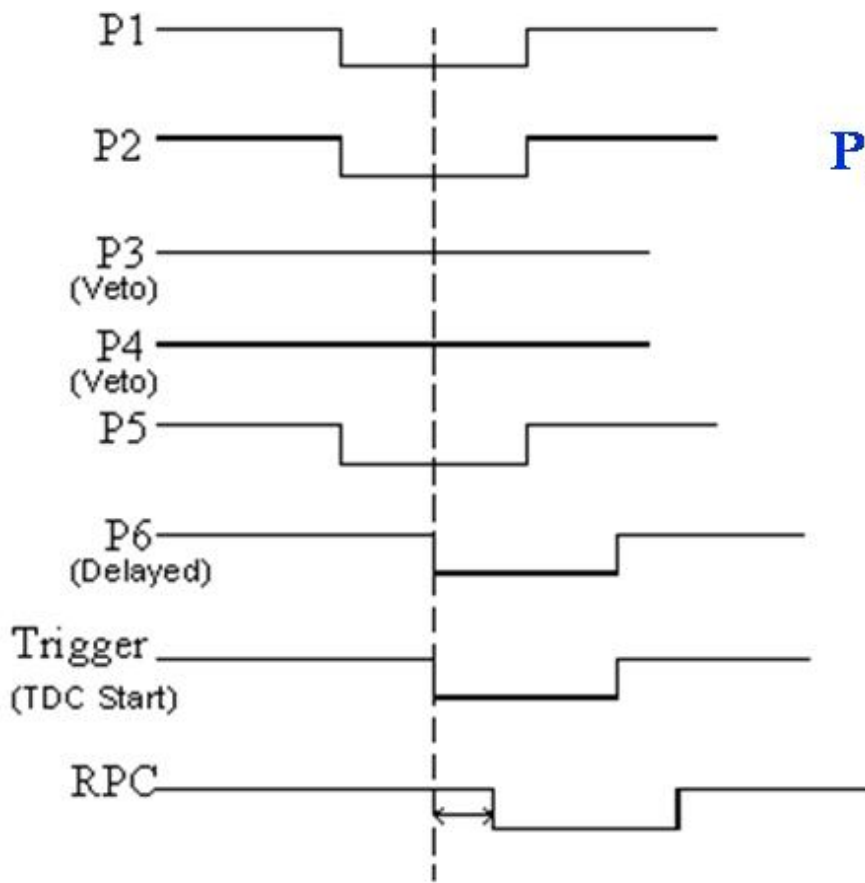 P1
P2
P
P3
(Veto)
P4
(Veto)
P5
P6
(Delayed)
Trigger
(TDC Start)
RPC